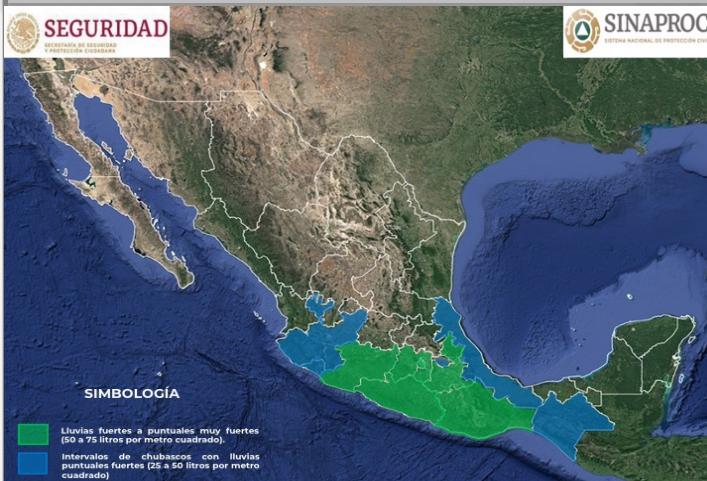 SEGURIDAD
SECRETARÍA DE SEGURIDAD
Y PROTECCIÓN CIUDADANA
SINAPROC
SISTEMA NACIONAL DE PROTECCIÓN CIVI
SIMBOLOGÍA
Lluvias fuertes a puntuales muy fuertes
(50 a 75 litros por metro cuadrado).
Intervalos de chubascos con lluvias
puntuales fuertes (25 a 50 litros por metro
cuadrado)